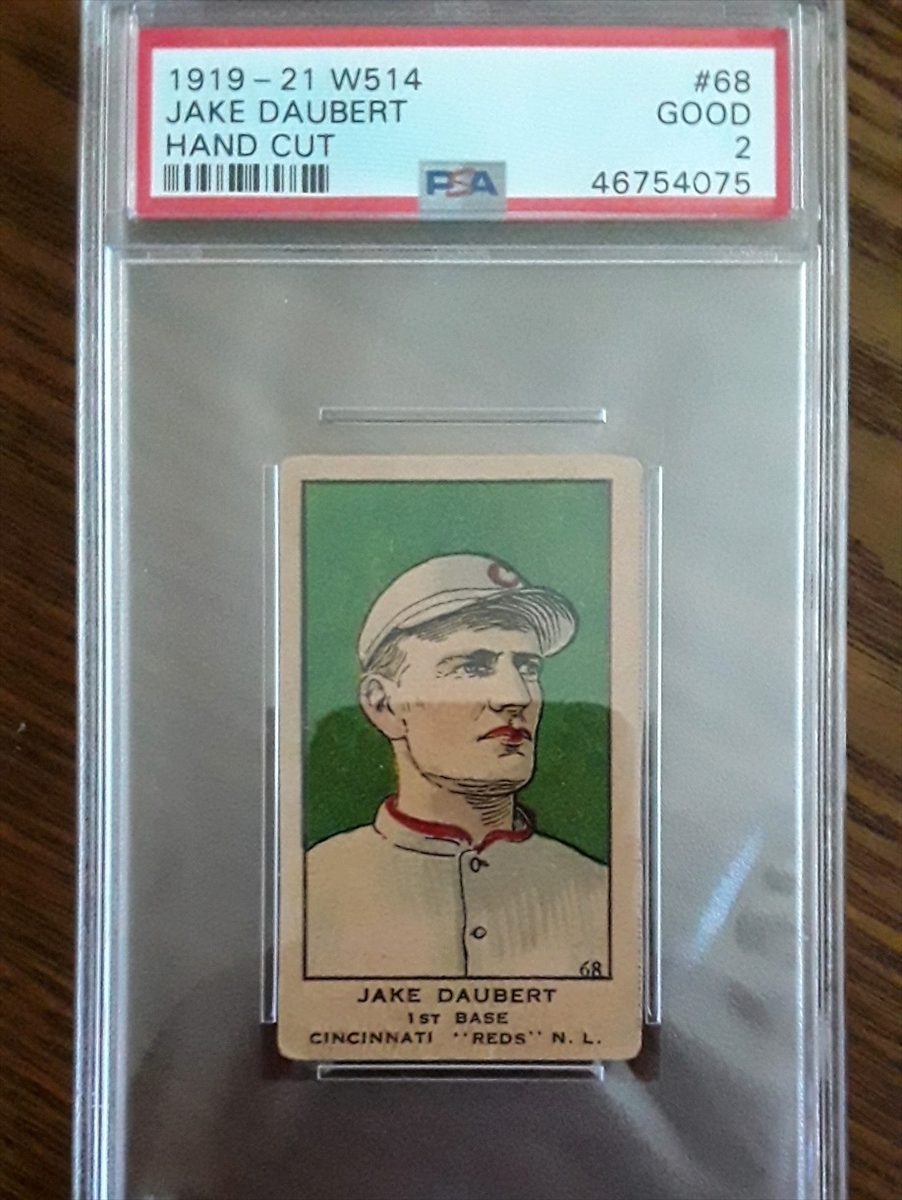 1919-21 W514 #68
JAKE DAUBERT GOOD
HAND CUT 2
PSA 46754075
C
68
JAKE DAUBERT
1ST BASE
CINCINNATI "REDS" N. L.